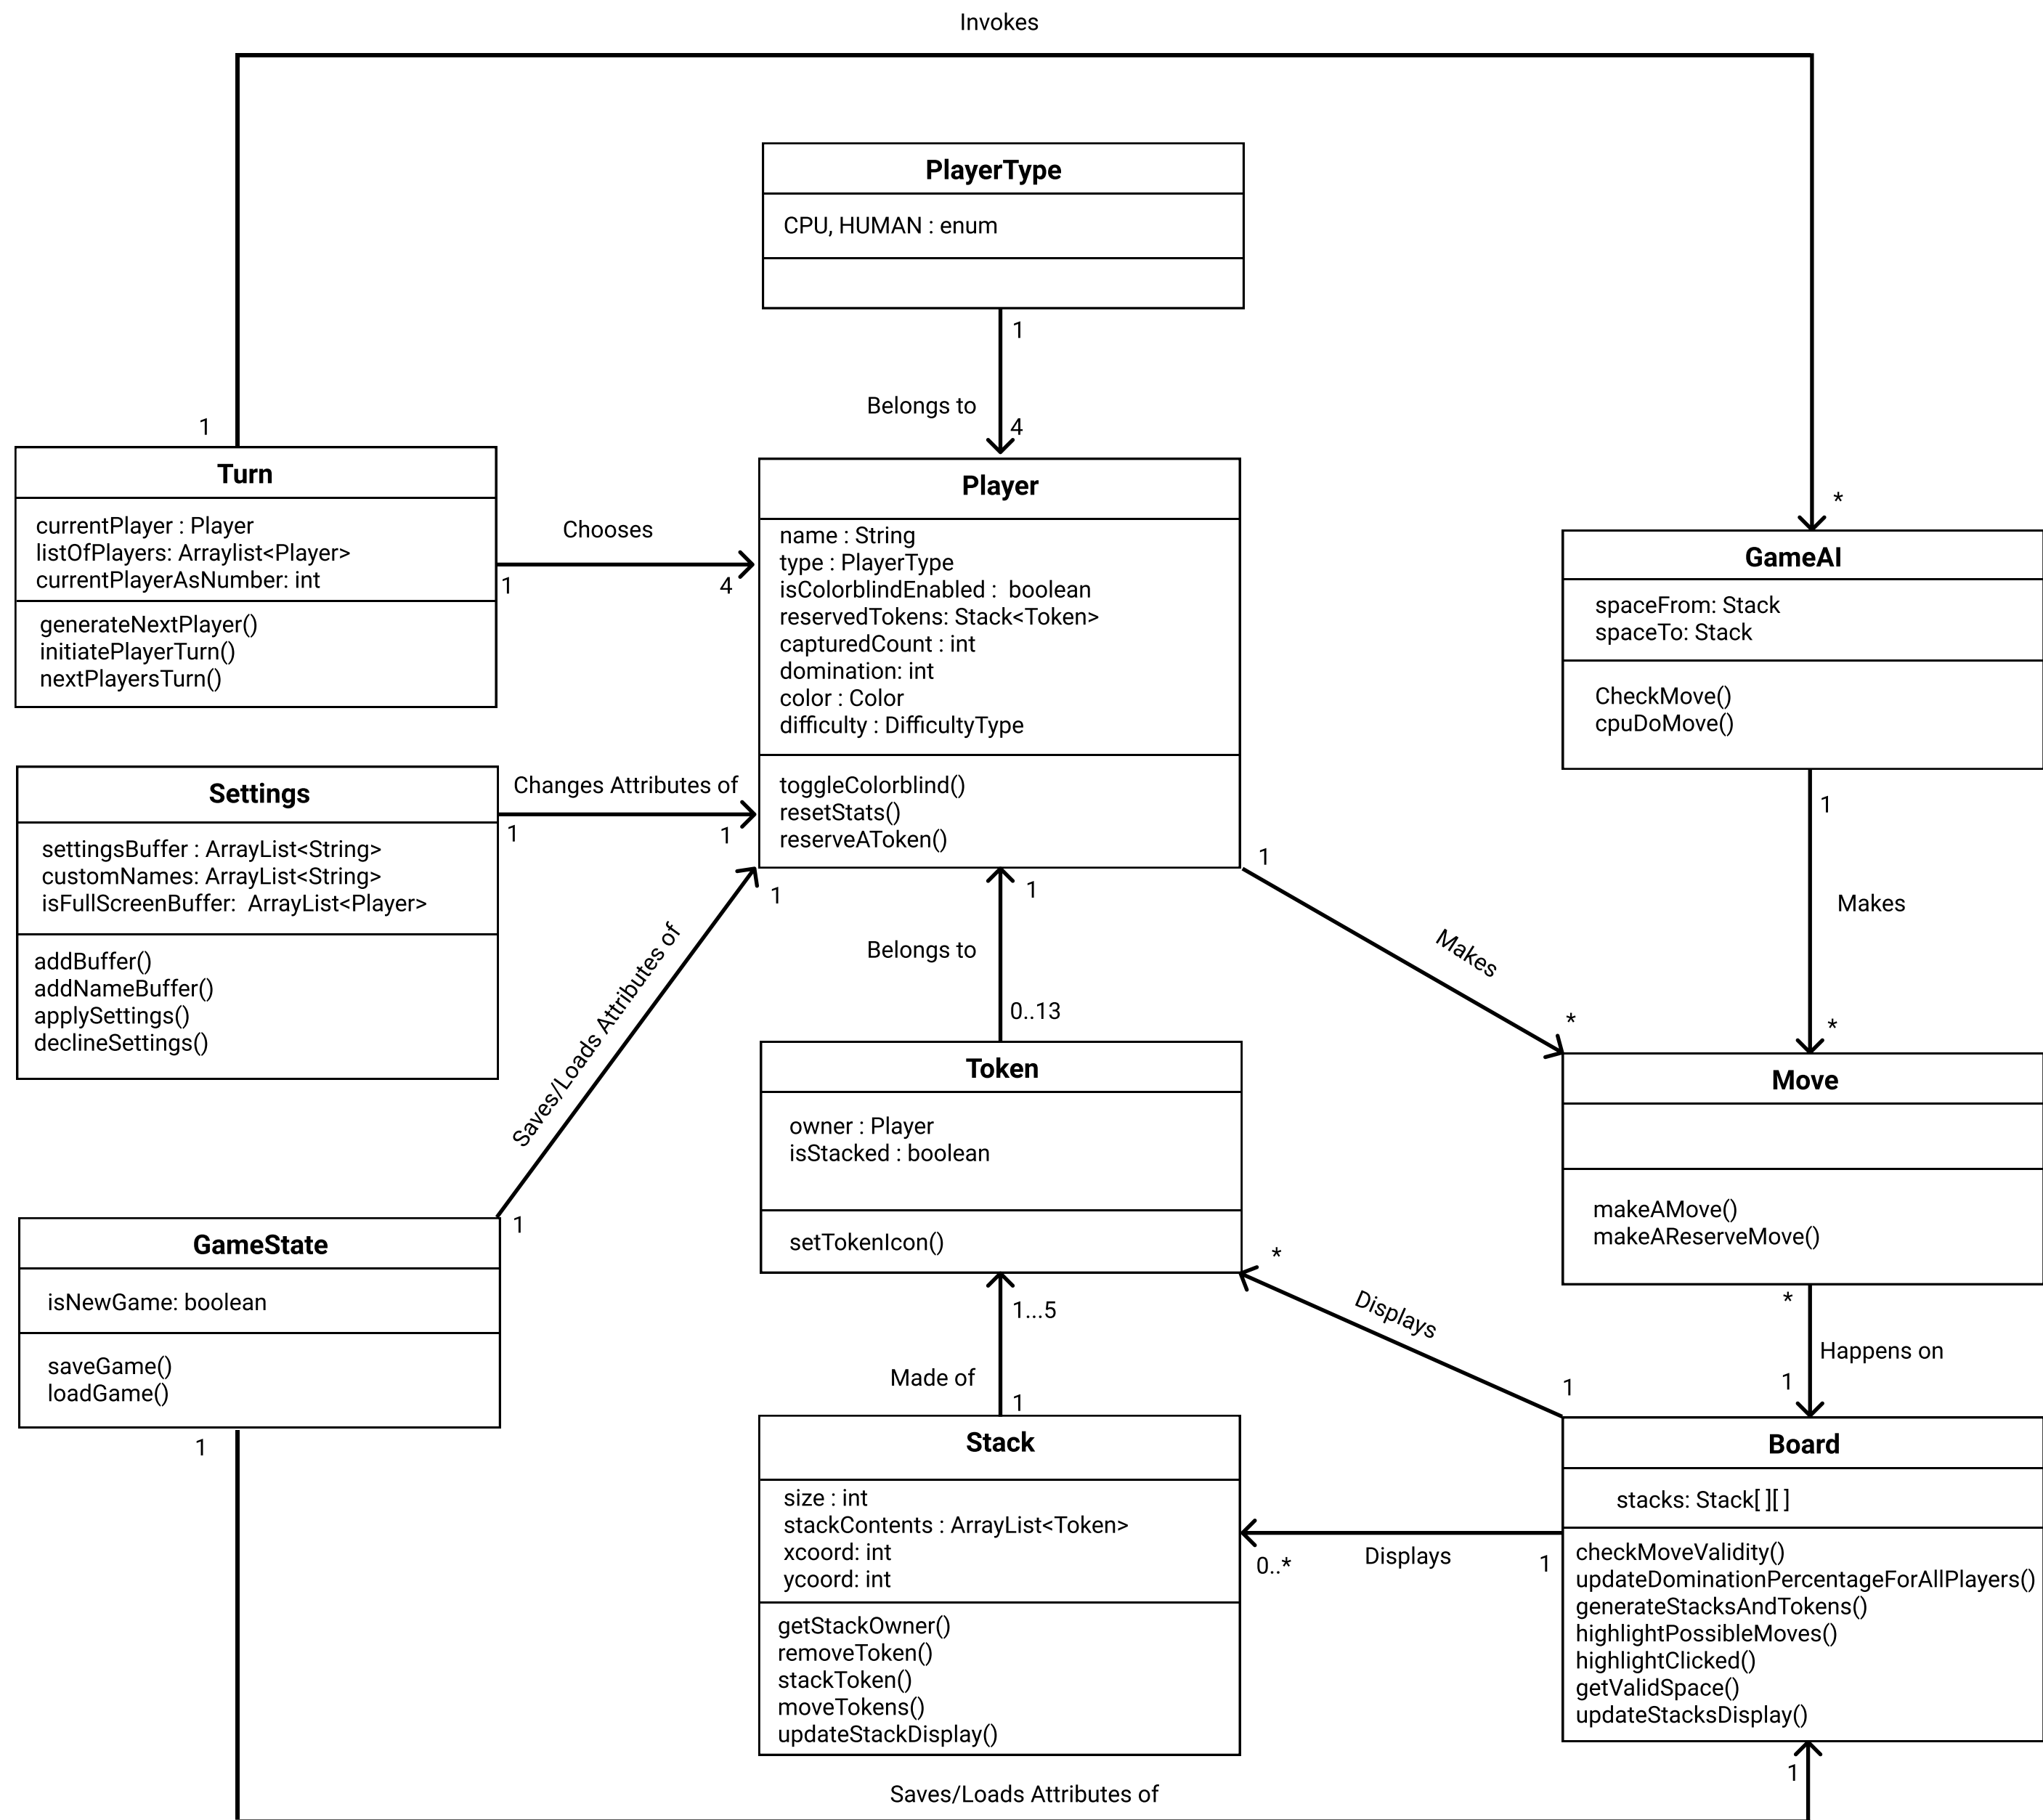 Invokes
PlayerType
CPU, HUMAN : enum
1
Belongs to
4
1
Turn
currentPlayer : Player
listOfPlayers: Arraylist<Player>
currentPlayerAsNumber: int
generateNextPlayer()
initiatePlayerTurn()
nextPlayersTurn()
Chooses
1
4
Player
name : String
type : PlayerType
isColorblindEnabled :  boolean
reservedTokens: Stack<Token>
capturedCount : int
domination: int
color : Color
difficulty : DifficultyType
toggleColorblind()
resetStats()
reserveAToken()
*
GameAI
spaceFrom: Stack
spaceTo: Stack
CheckMove()
cpuDoMove()
Settings
settingsBuffer : ArrayList<String>
customNames: ArrayList<String>
isFullScreenBuffer:  ArrayList<Player>
addBuffer()
addNameBuffer()
applySettings()
declineSettings()
Changes Attributes of
1
1
1
Saves/Loads Attributes of
1
1
Belongs to
0..13
1
Makes
*
1
Makes
*
Token
owner : Player
isStacked : boolean
setTokenIcon()
Move
makeAMove()
makeAReserveMove()
GameState
isNewGame: boolean
saveGame()
loadGame()
1
1...5
Made of
1
*
Displays
1
*
Happens on
1
Stack
size : int
stackContents : ArrayList<Token>
xcoord: int
ycoord: int
getStackOwner()
removeToken()
stackToken()
moveTokens()
updateStackDisplay()
0..*
Displays
1
Board
stacks: Stack[ ][ ]
checkMoveValidity()
updateDominationPercentageForAllPlayers()
generateStacksAndTokens()
highlightPossibleMoves()
highlightClicked()
getValidSpace()
updateStacksDisplay()
1
Saves/Loads Attributes of